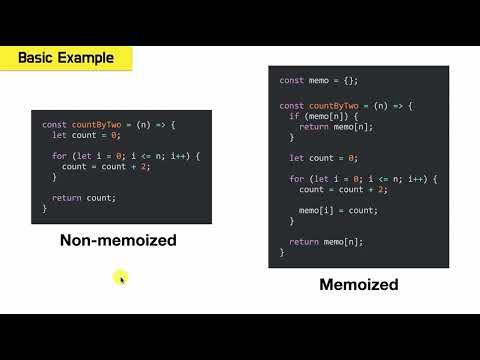 Basic Example
const countByTwo = (n) => {
let count = 0;
for (let i = 0; i <= n; i++) {
count = count + 2;
}
return count;
}
Non-memoized
const memo = {};
const countByTwo = (n) => {
if (memo[n]) {
return memo[n];
}
let count = 0;
for (let i = 0; i <= n; i++) {
count = count + 2;
memo[i] = count;
}
return memo[n];
}
Memoized